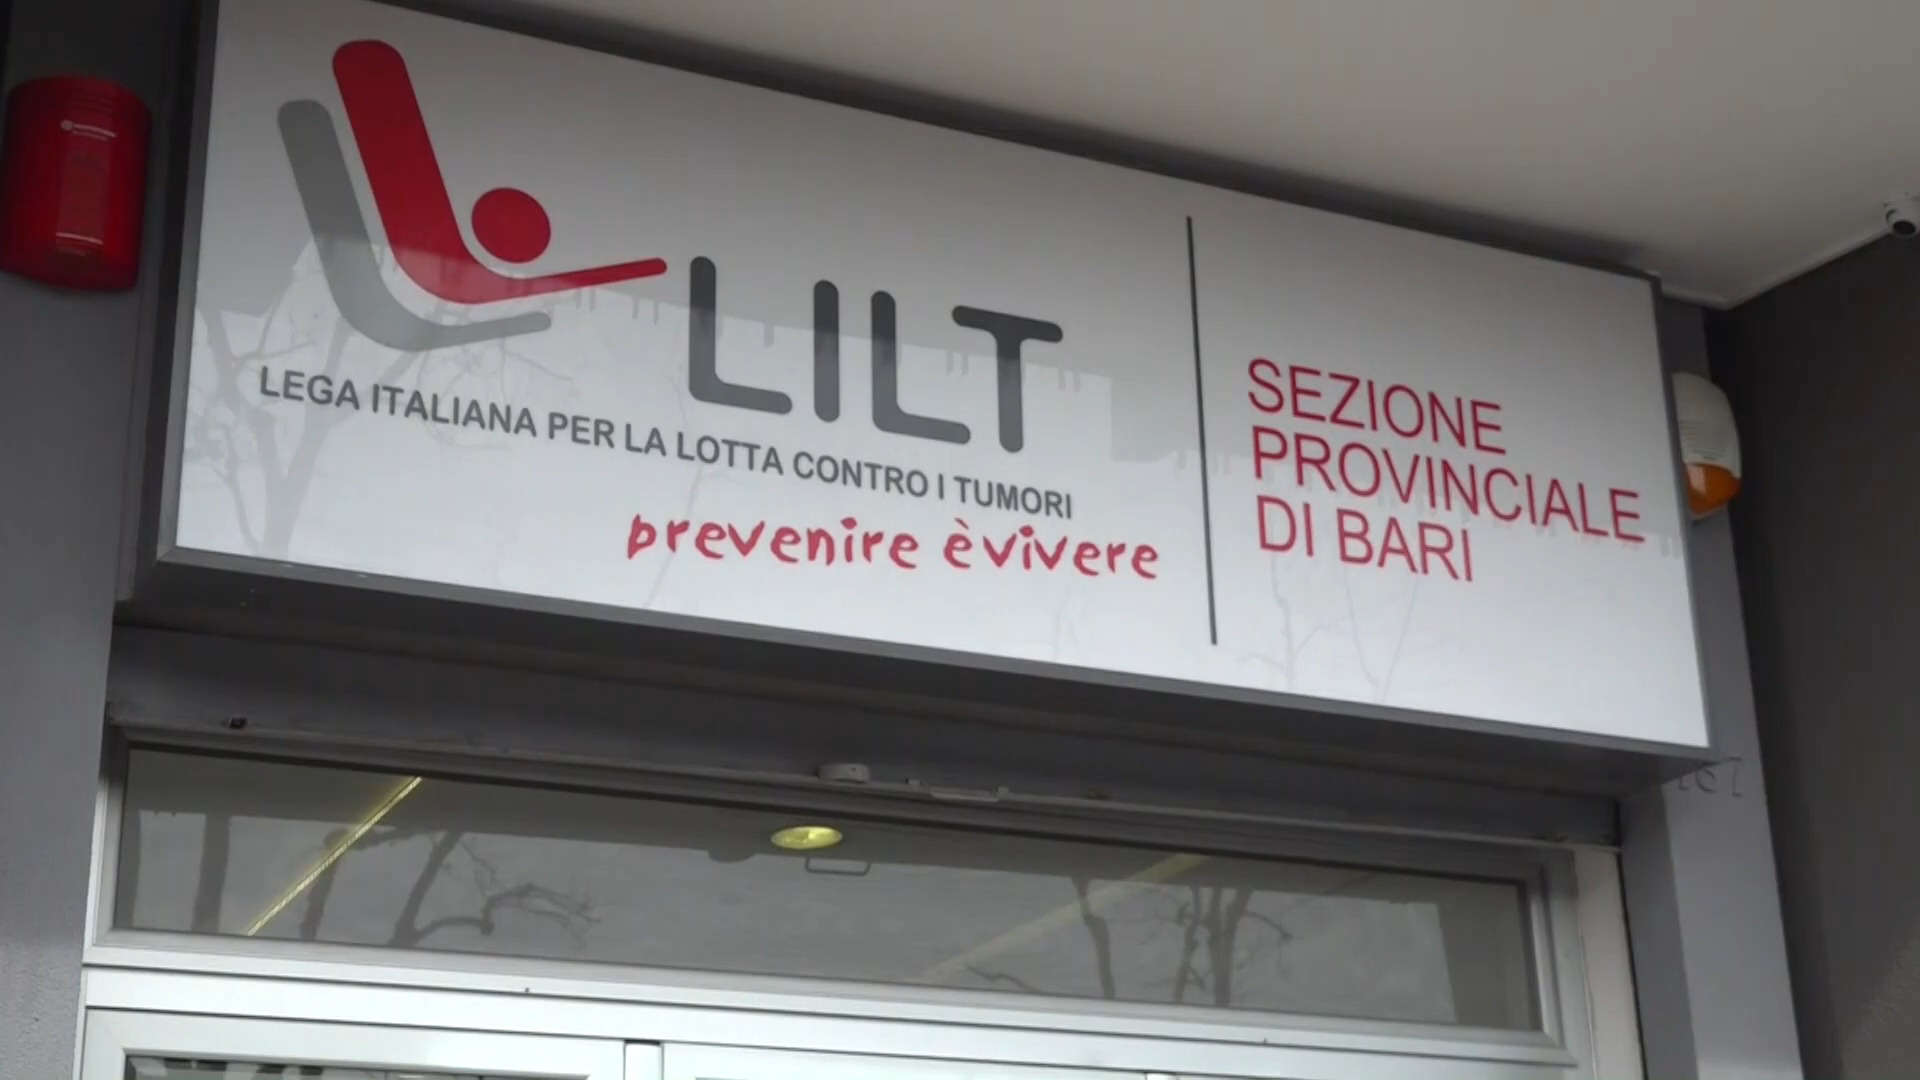 LILT
LEGA ITALIANA PER LA LOTTA CONTRO I TUMORI
prevenire è vivere
SEZIONE
PROVINCIALE
DI BARI